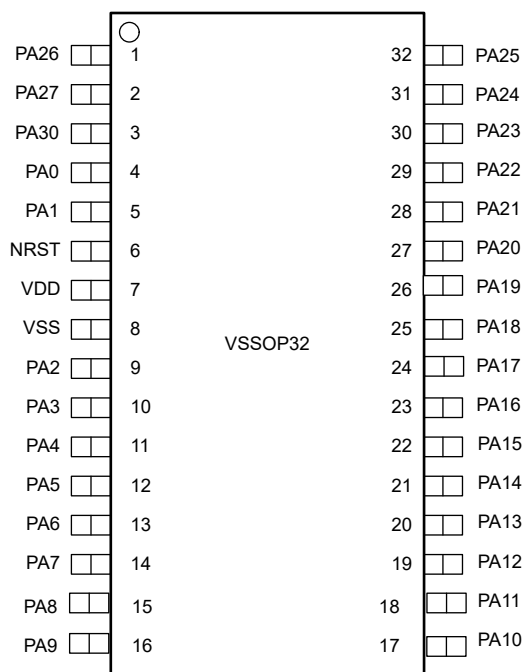 PA26 1 32 PA25
PA27 2 31 PA24
PA30 3 30 PA23
PA0 4 29 PA22
PA1 5 28 PA21
NRST 6 27 PA20
VDD 7 26 PA19
VSS 8 25 PA18
VSSOP32
PA2 9 24 PA17
PA3 10 23 PA16
PA4 11 22 PA15
PA5 12 21 PA14
PA6 13 20 PA13
PA7 14 19 PA12
PA8 15 18 PA11
PA9 16 17 PA10